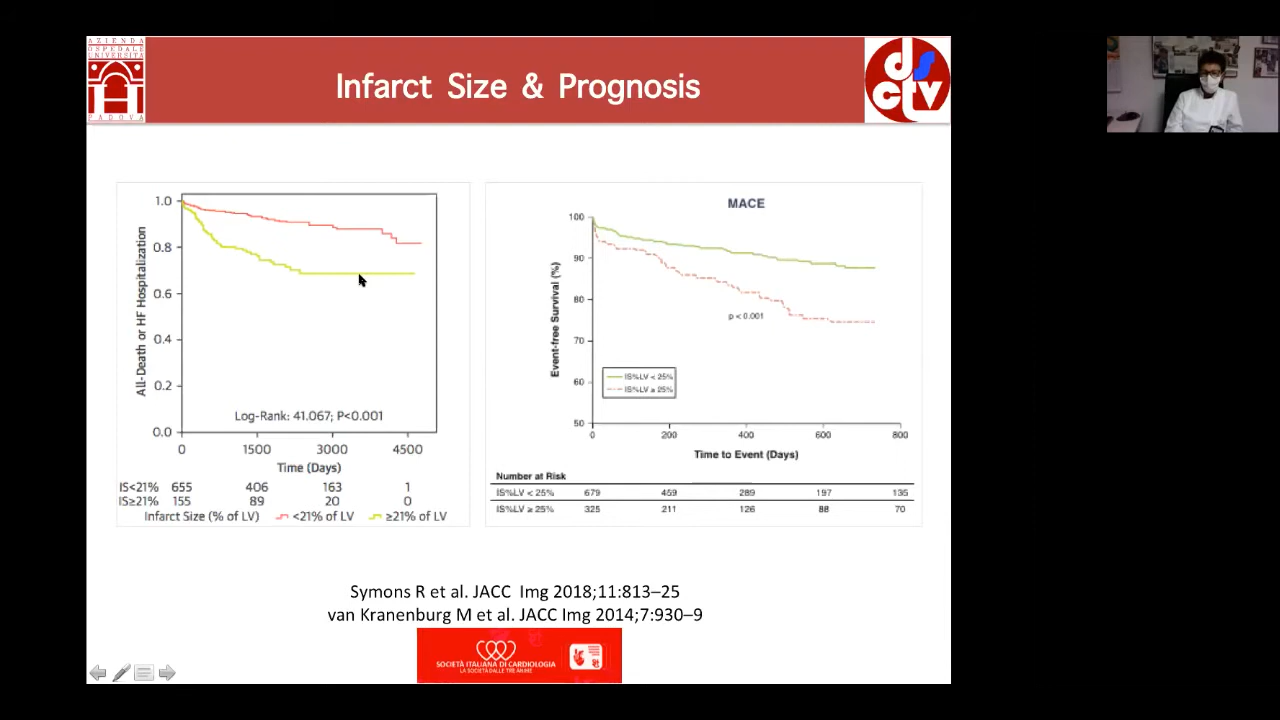 AZIENDA
OSPEDALE
UNIVERSITÀ
PADOVA
Infarct Size & Prognosis
dsctv
1.0
0.8
0.6
0.4
0.2
0.0
All-Death or HF Hospitalization
Log-Rank: 41.067; P<0.001
0 1500 3000 4500
Time (Days)
IS<21% 655 406 163 1
IS≥21% 155 89 20 0
Infarct Size (% of LV) <21% of LV ≥21% of LV
MACE
100
90
80
70
60
50
Event-free Survival (%)
p < 0.001
IS%LV < 25%
IS%LV ≥ 25%
0 200 400 600 800
Time to Event (Days)
Number at Risk
IS%LV < 25% 679 459 289 197 135
IS%LV ≥ 25% 325 211 126 88 70
Symons R et al. JACC Img 2018;11:813–25
van Kranenburg M et al. JACC Img 2014;7:930–9
SOCIETÀ ITALIANA DI CARDIOLOGIA
LA SOCIETÀ DALLE TRE ANIME